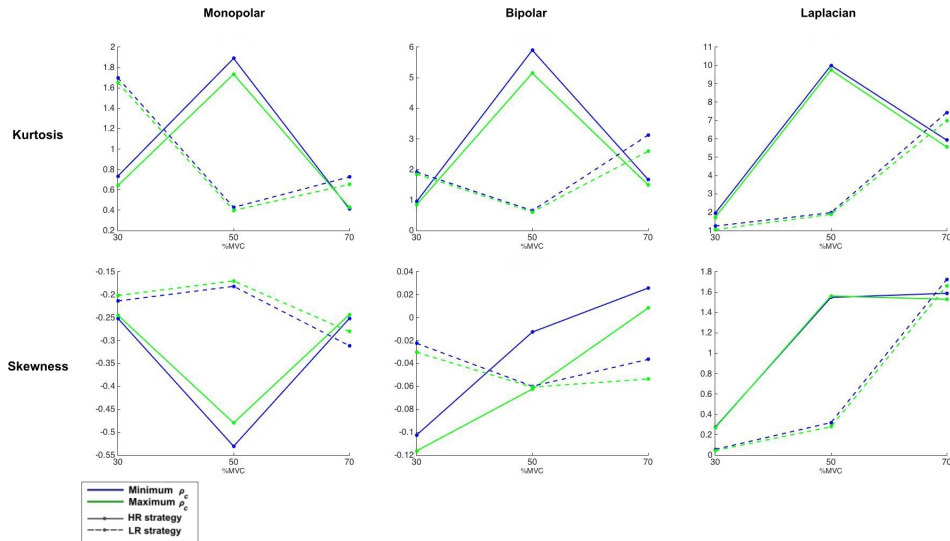 Monopolar Bipolar Laplacian
Kurtosis
2
1.8
1.6
1.4
1.2
1
0.8
0.6
0.4
0.2
30 50 70
%MVC
6
5
4
3
2
1
0
30 50 70
%MVC
11
10
9
8
7
6
5
4
3
2
1
30 50 70
%MVC
Skewness
-0.15
-0.2
-0.25
-0.3
-0.35
-0.4
-0.45
-0.5
-0.55
30 50 70
%MVC
0.04
0.02
0
-0.02
-0.04
-0.06
-0.08
-0.1
-0.12
30 50 70
%MVC
1.8
1.6
1.4
1.2
1
0.8
0.6
0.4
0.2
0
30 50 70
%MVC
Minimum ρc
Maximum ρc
HR strategy
LR strategy